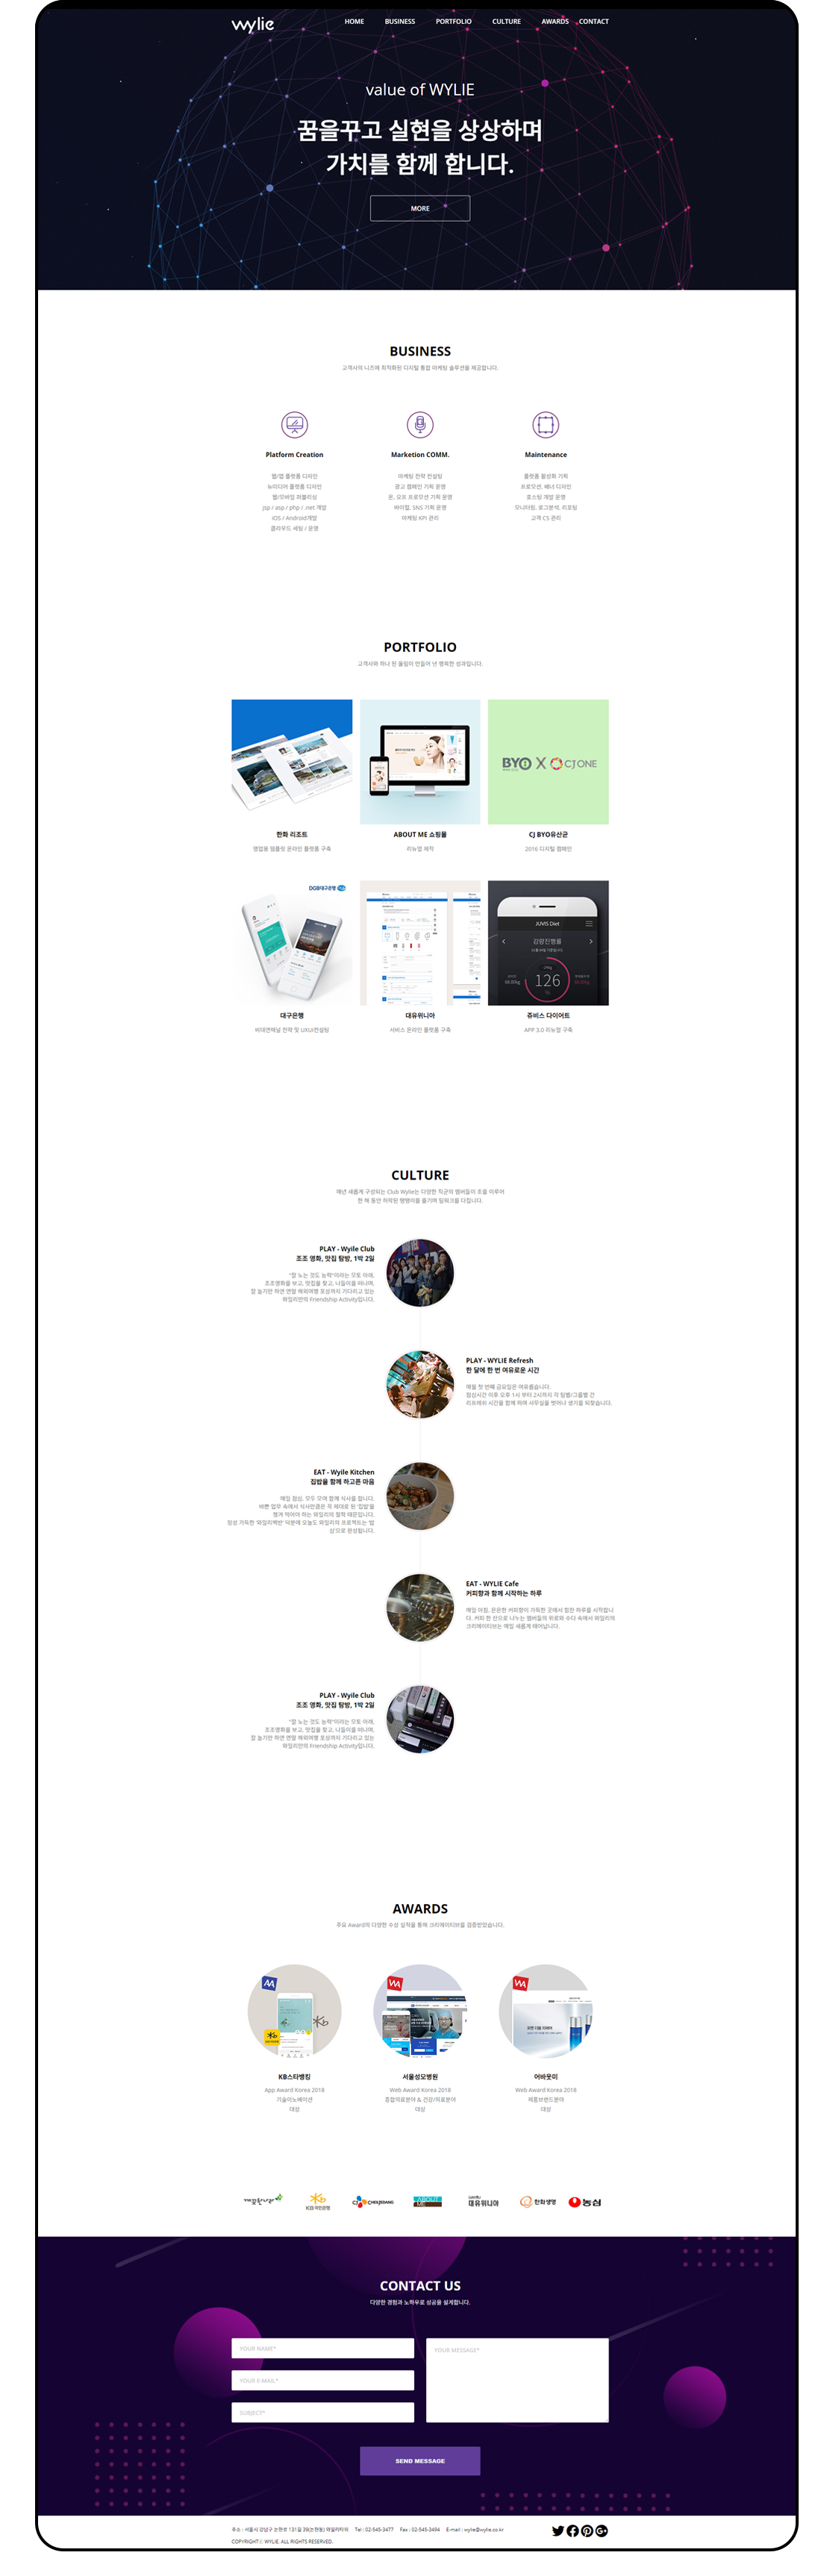 wylie
HOME BUSINESS PORTFOLIO CULTURE AWARDS CONTACT
value of WYLIE
꿈을꾸고 실현을 상상하며
가치를 함께 합니다.
MORE
BUSINESS
고객사의 니즈에 최적화된 디지털 통합 마케팅 솔루션을 제공합니다.
Platform Creation
웹/앱 플랫폼 디자인
뉴미디어 플랫폼 디자인
웹/모바일 퍼블리싱
jsp / asp / php / .net 개발
iOS / Android개발
클라우드 세팅 / 운영
Marketion COMM.
마케팅 전략 컨설팅
광고 캠페인 기획 운영
온, 오프 프로모션 기획 운영
바이럴, SNS 기획 운영
마케팅 KPI 관리
Maintenance
플랫폼 활성화 기획
프로모션, 배너 디자인
호스팅 개발 운영
모니터링, 로그분석, 리포팅
고객 CS 관리
PORTFOLIO
고객사와 하나 된 울림이 만들어 낸 행복한 성과입니다.
BYO X CJ ONE
한화 리조트
영업용 템플릿 온라인 플랫폼 구축
ABOUT ME 쇼핑몰
리뉴얼 제작
CJ BYO유산균
2016 디지털 캠페인
DGB대구은행
JUVIS Diet
감량진행률
126
대구은행
비대면채널 전략 및 UXUI컨설팅
대유위니아
서비스 온라인 플랫폼 구축
쥬비스 다이어트
APP 3.0 리뉴얼 구축
CULTURE
매년 새롭게 구성되는 Club Wylie는 다양한 직군의 멤버들이 조를 이루어
한 해 동안 허락된 땡땡이를 즐기며 팀워크를 다집니다.
PLAY - Wyile Club
조조 영화, 맛집 탐방, 1박 2일
"잘 노는 것도 능력"이라는 모토 아래,
조조영화를 보고, 맛집을 찾고, 나들이를 떠나며,
잘 놀기만 하면 연말 해외여행 포상까지 기다리고 있는
와일리만의 Friendship Activity입니다.
PLAY - WYLIE Refresh
한 달에 한 번 여유로운 시간
매월 첫 번째 금요일은 여유롭습니다.
점심시간 이후 오후 1시 부터 2시까지 각 팀별/그룹별 간
리프레쉬 시간을 함께 하며 사무실을 벗어나 생기를 되찾습니다.
EAT - Wyile Kitchen
집밥을 함께 하고픈 마음
매일 점심, 모두 모여 함께 식사를 합니다.
바쁜 업무 속에서 식사만큼은 꼭 제대로 된 '집밥'을
챙겨 먹어야 하는 와일리의 철학 때문입니다.
정성 가득한 '와일리백반' 덕분에 오늘도 와일리의 프로젝트는 '밥
심'으로 완성됩니다.
EAT - WYLIE Cafe
커피향과 함께 시작하는 하루
매일 아침, 은은한 커피향이 가득한 곳에서 힘찬 하루를 시작합니
다. 커피 한 잔으로 나누는 멤버들의 위로와 수다 속에서 와일리의
크리에이티브는 매일 새롭게 태어납니다.
PLAY - Wyile Club
조조 영화, 맛집 탐방, 1박 2일
"잘 노는 것도 능력"이라는 모토 아래,
조조영화를 보고, 맛집을 찾고, 나들이를 떠나며,
잘 놀기만 하면 연말 해외여행 포상까지 기다리고 있는
와일리만의 Friendship Activity입니다.
AWARDS
주요 Award의 다양한 수상 실적을 통해 크리에이티브를 검증받았습니다.
KB스타뱅킹
App Award Korea 2018
기술이노베이션
대상
서울성모병원
Web Award Korea 2018
종합의료분야 & 건강/의료분야
대상
어바웃미
Web Award Korea 2018
제품브랜드분야
대상
깨끗한나라
KB 국민은행
CJ CHEILJEDANG
ABOUT ME
대유위니아
한화생명
농심
CONTACT US
다양한 경험과 노하우로 성공을 설계합니다.
YOUR NAME*
YOUR E-MAIL*
SUBJECT*
YOUR MESSAGE*
SEND MESSAGE
주소 : 서울시 강남구 논현로 131길 39(논현동) 와일리타워 Tel : 02-545-3477 Fax : 02-545-3494 E-mail : wylie@wylie.co.kr
COPYRIGHT © WYLIE. ALL RIGHTS RESERVED.